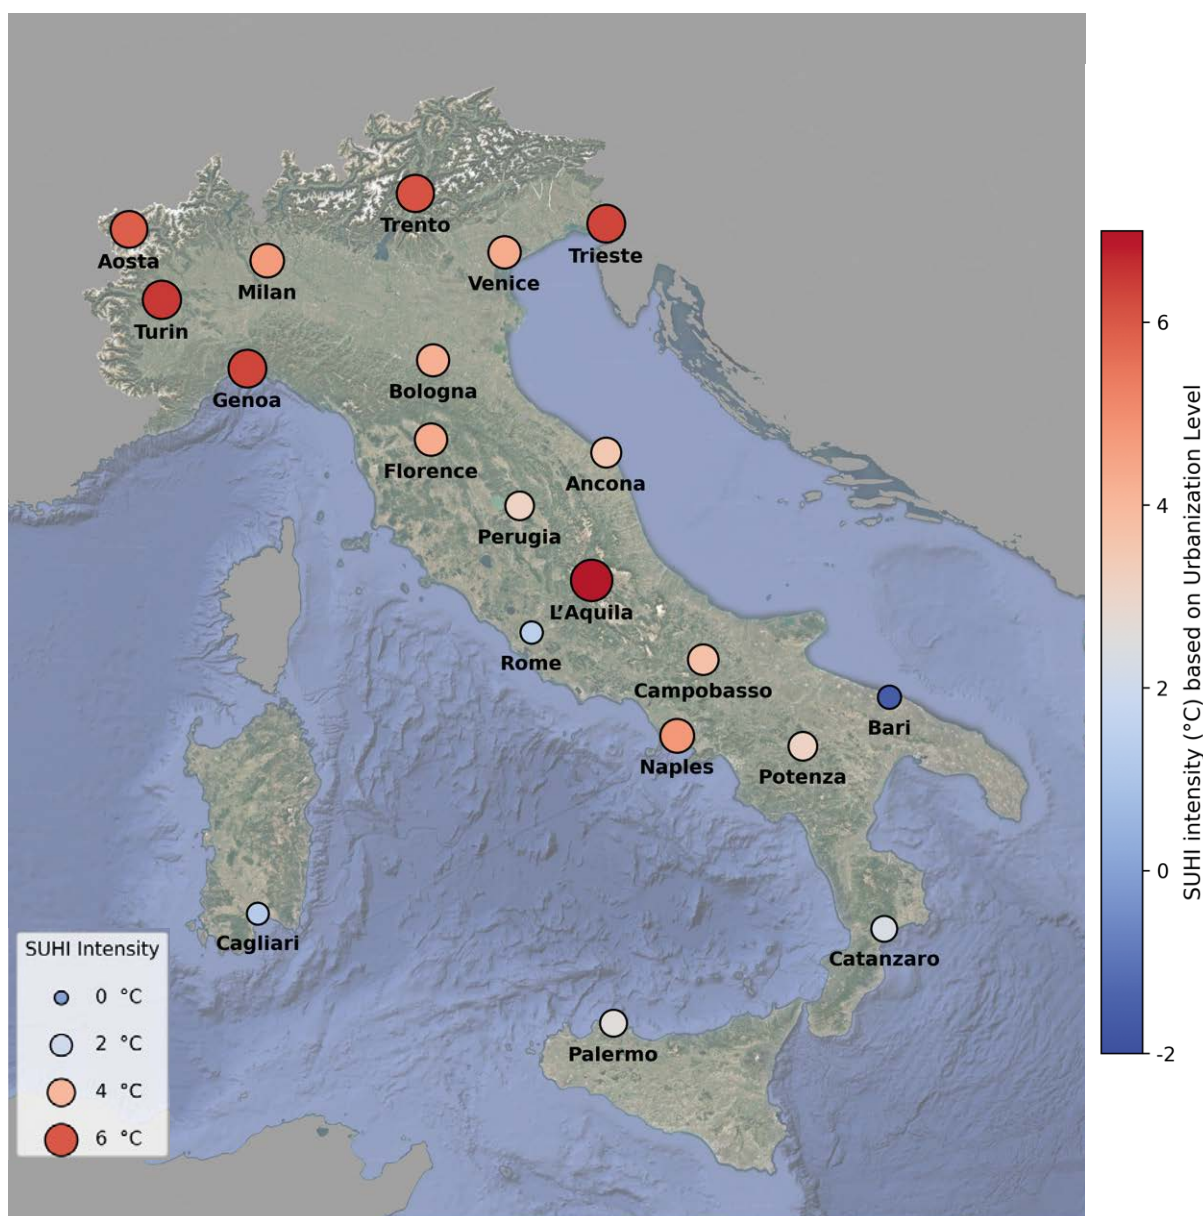 Trento
Trieste
Aosta
Venice
Milan
Turin
Bologna
Genoa
Florence
Ancona
Perugia
L'Aquila
Rome
Campobasso
Bari
Naples
Potenza
Cagliari
Catanzaro
Palermo
SUHI Intensity
0 °C
2 °C
4 °C
6 °C
6
4
2
0
-2
SUHI intensity (°C) based on Urbanization Level